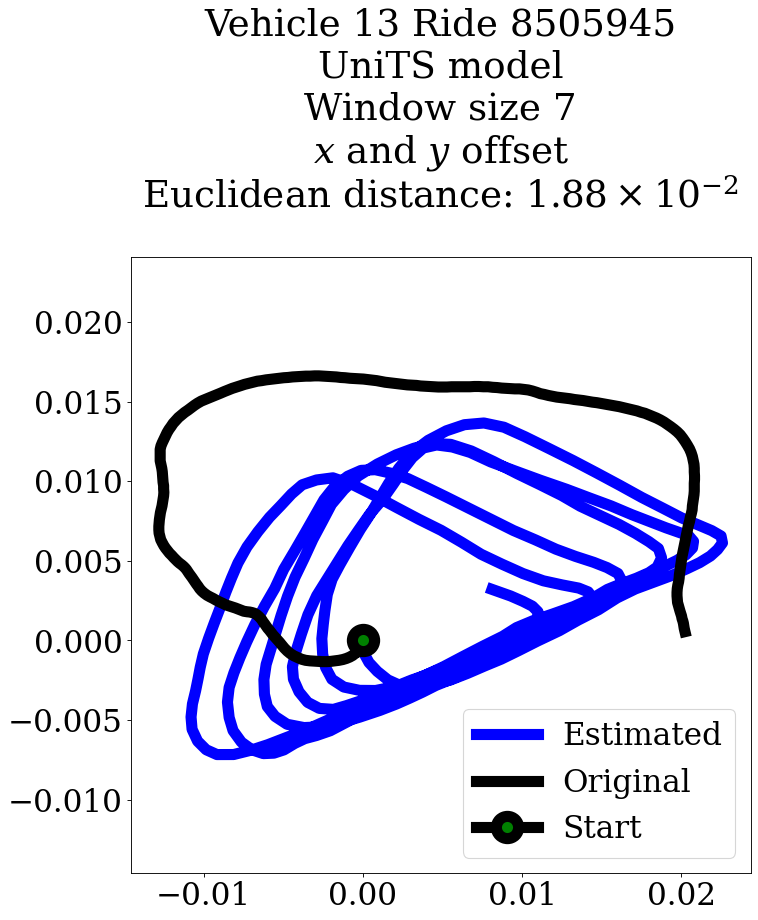 Vehicle 13 Ride 8505945
UniTS model
Window size 7
x and y offset
Euclidean distance: 1.88 × 10⁻²
0.020
0.015
0.010
0.005
0.000
−0.005
−0.010
Estimated
Original
Start
−0.01 0.00 0.01 0.02